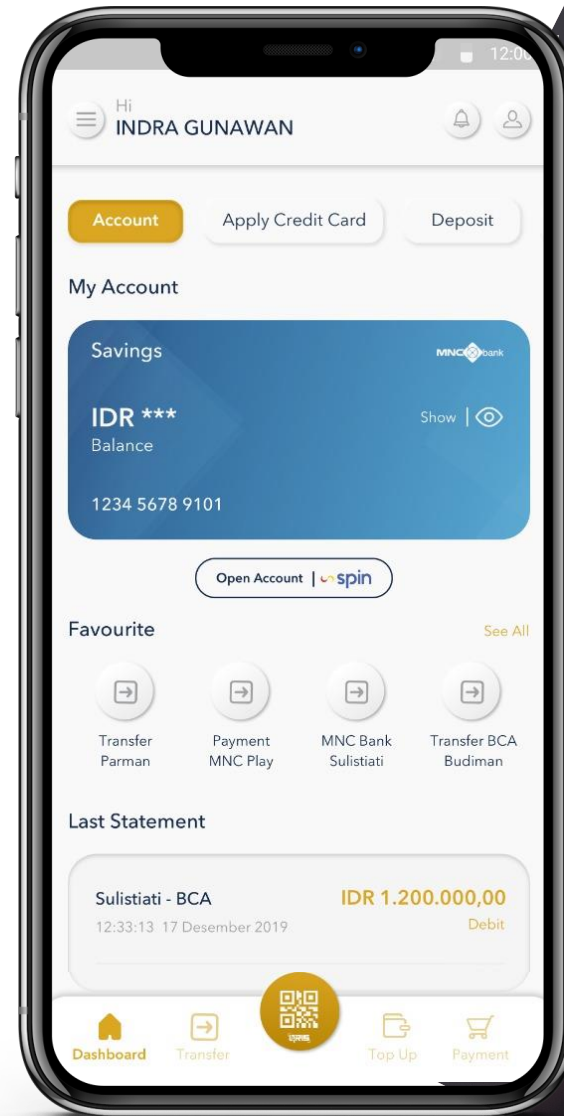 12:00
Hi
INDRA GUNAWAN
Account
Apply Credit Card
Deposit
My Account
Savings
MNC bank
IDR ***
Show
Balance
1234 5678 9101
Open Account | spin
Favourite
See All
Transfer
Parman
Payment
MNC Play
MNC Bank
Sulistiati
Transfer BCA
Budiman
Last Statement
Sulistiati - BCA
IDR 1.200.000,00
12:33:13 17 Desember 2019
Debit
Dashboard
Transfer
Top Up
Payment